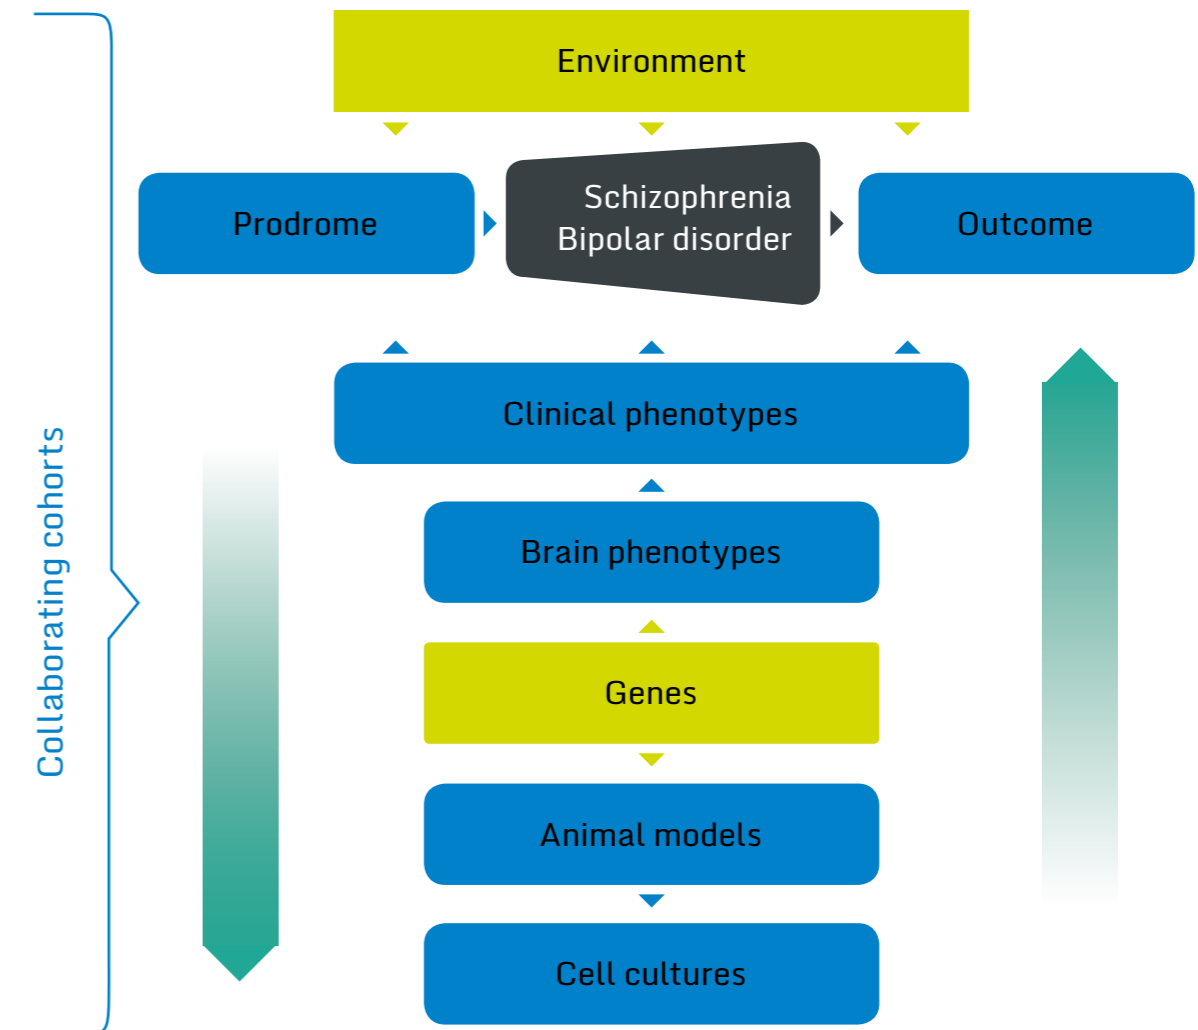 Environment
Prodrome
Schizophrenia
Bipolar disorder
Outcome
Clinical phenotypes
Brain phenotypes
Genes
Animal models
Cell cultures
Collaborating cohorts